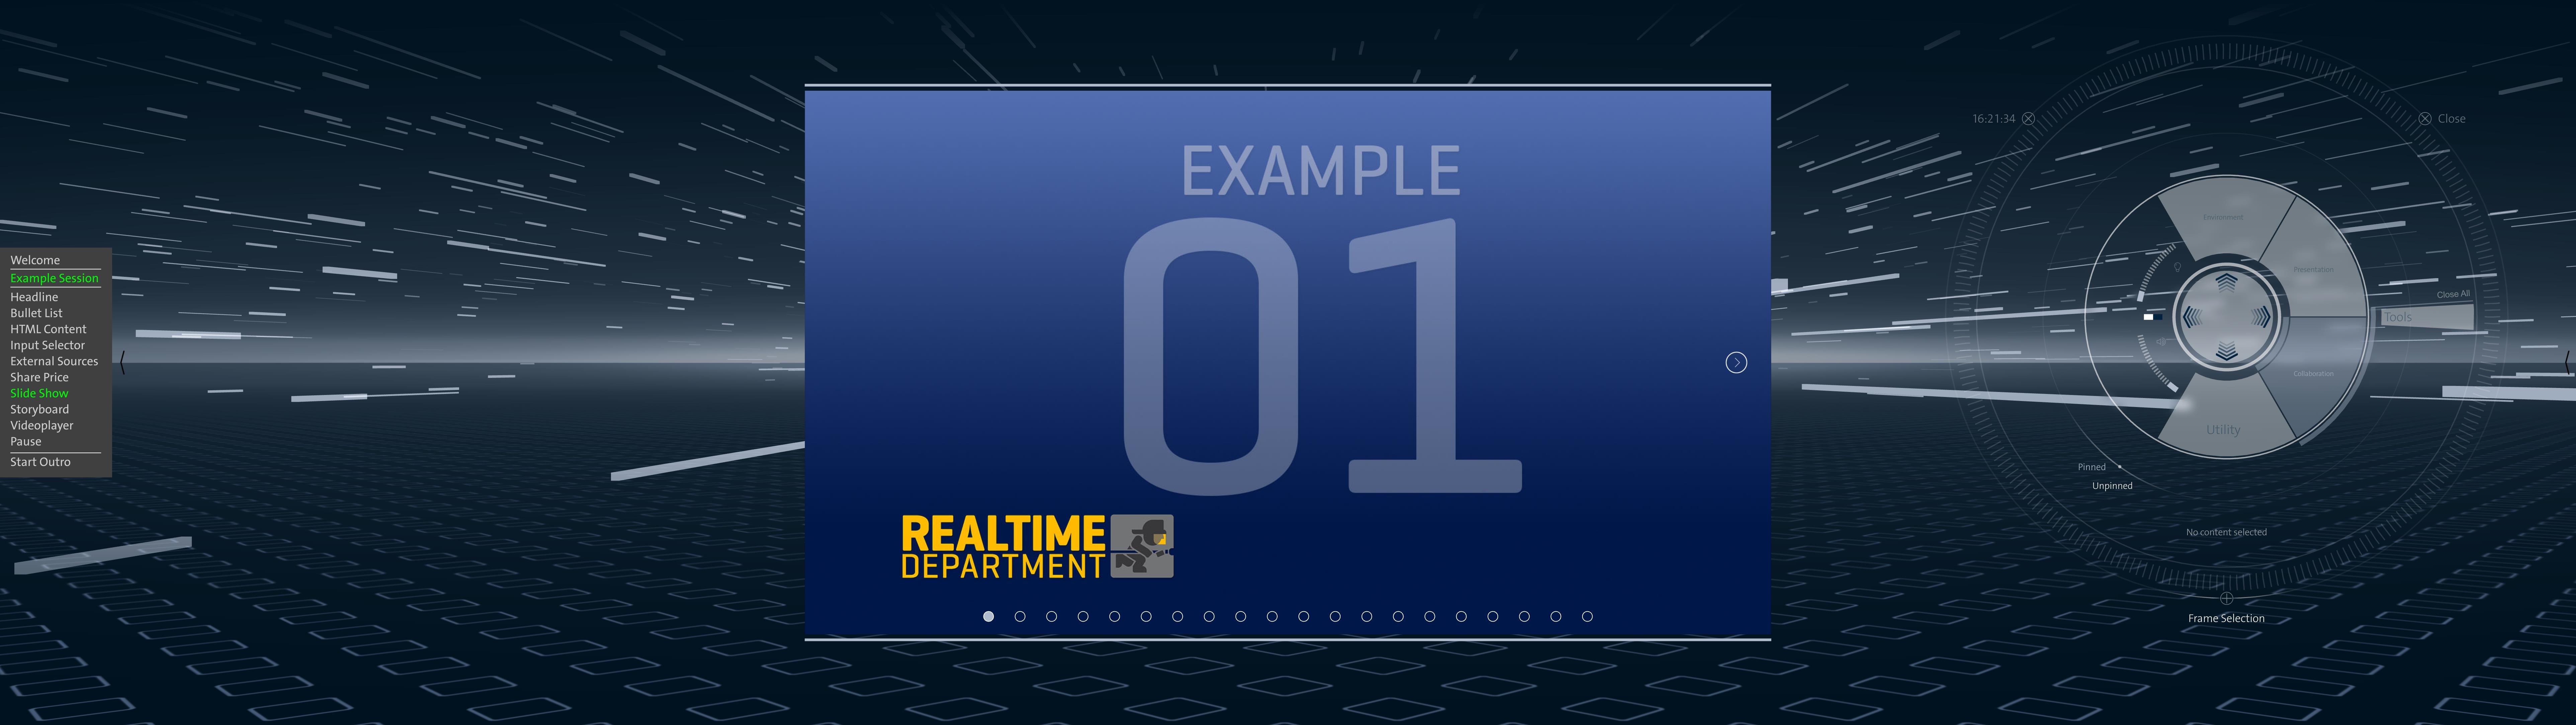 Welcome
Example Session
Headline
Bullet List
HTML Content
Input Selector
External Sources
Share Price
Slide Show
Storyboard
Videoplayer
Pause
Start Outro
EXAMPLE
01
REALTIME
DEPARTMENT
16:21:34
Close
Environment
Presentation
Close All
Tools
Collaboration
Utility
Pinned
Unpinned
No content selected
Frame Selection